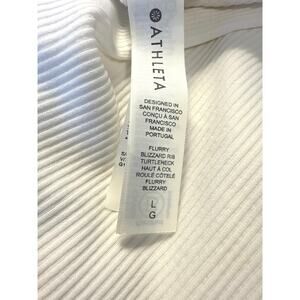 ATHLETA
DESIGNED IN
SAN FRANCISCO
CONÇU À SAN
FRANCISCO
MADE IN
PORTUGAL
FLURRY
BLIZZARD RIB
TURTLENECK
HAUT À COL
ROULÉ CÔTELÉ
FLURRY
BLIZZARD
L
G